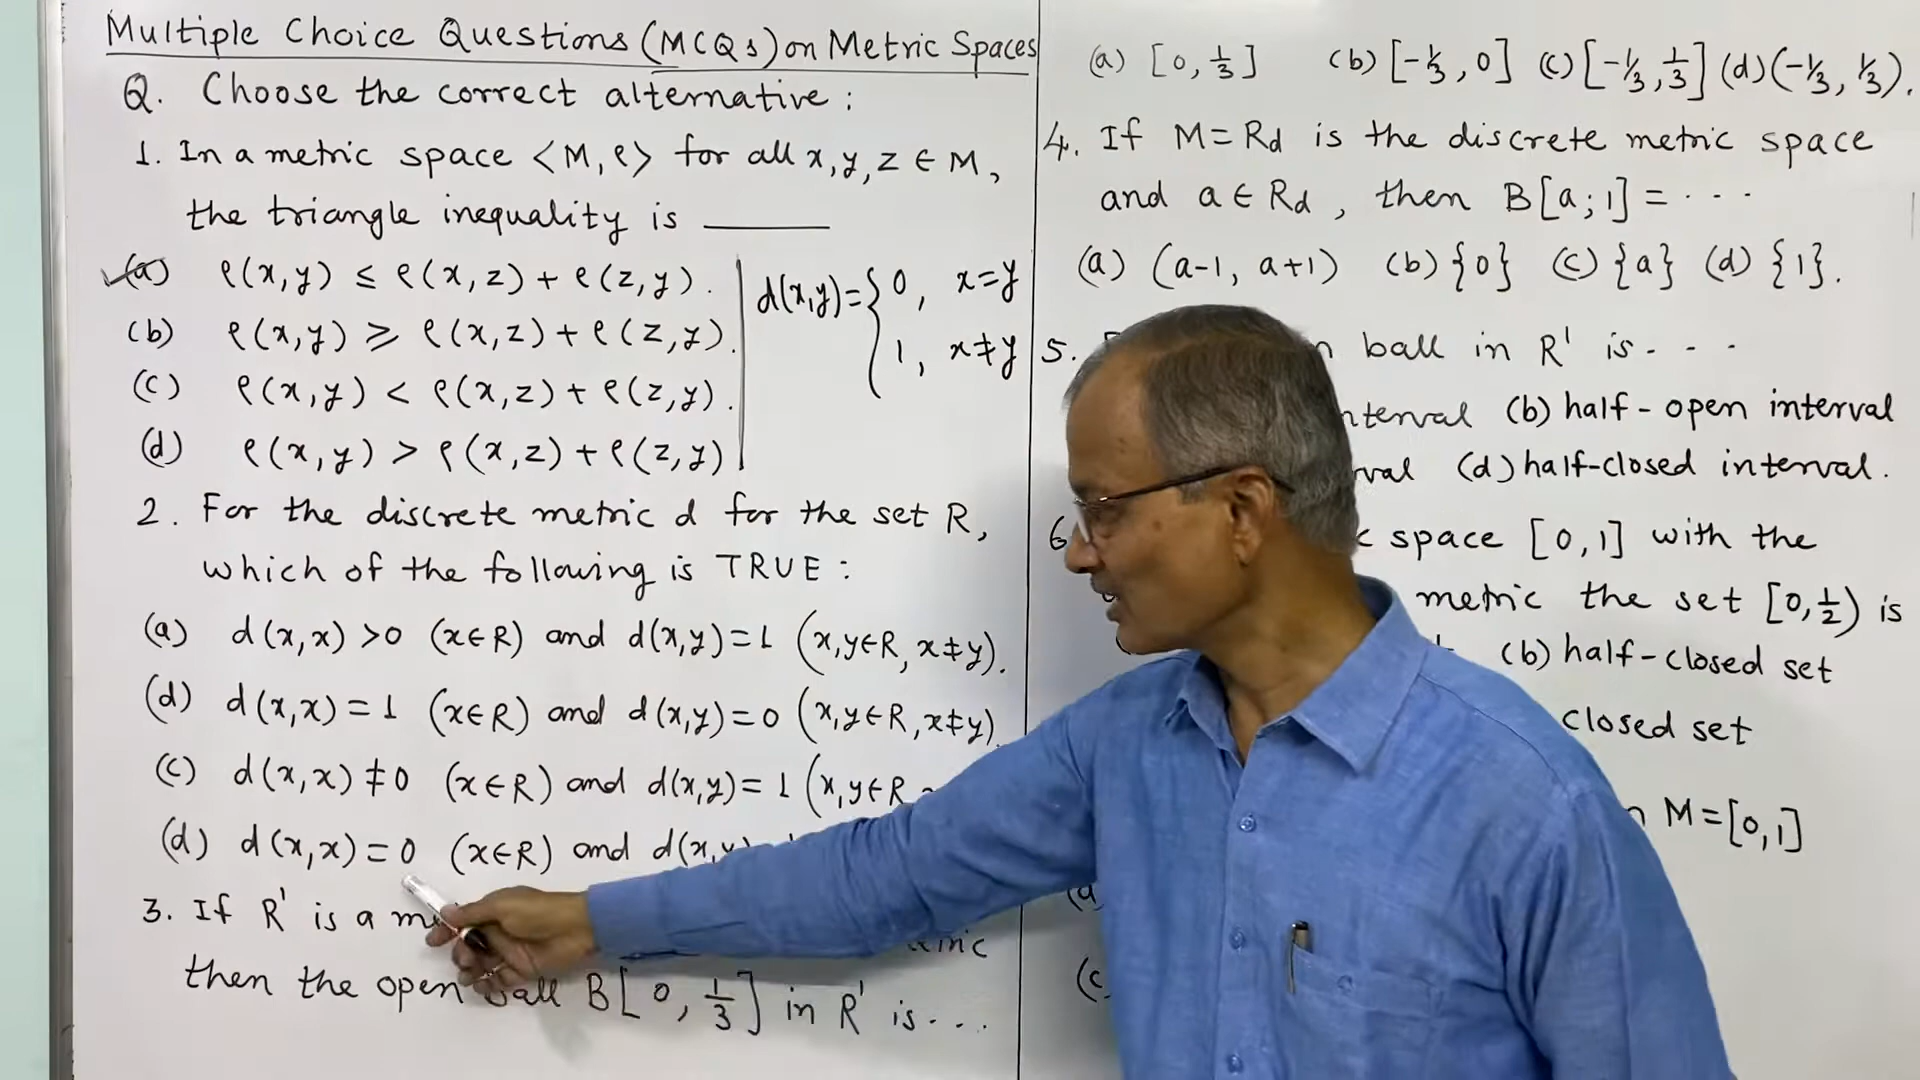 Multiple Choice Questions (MCQs) on Metric Spaces
Q. Choose the correct alternative :
1. In a metric space <M, ρ> for all x, y, z ∈ M,
the triangle inequality is ______
(a) ρ(x,y) ≤ ρ(x,z) + ρ(z,y).
(b) ρ(x,y) ≥ ρ(x,z) + ρ(z,y).
(c) ρ(x,y) < ρ(x,z) + ρ(z,y).
(d) ρ(x,y) > ρ(x,z) + ρ(z,y)
d(x,y) = { 0, x=y
1, x≠y
2. For the discrete metric d for the set R,
which of the following is TRUE :
(a) d(x,x) >0 (x∈R) and d(x,y)=1 (x,y∈R, x≠y).
(d) d(x,x) = 1 (x∈R) and d(x,y)=0 (x,y∈R, x≠y).
(c) d(x,x) ≠0 (x∈R) and d(x,y)=1 (x,y∈R
(d) d(x,x) = 0 (x∈R) and d(x,y)
3. If R' is a
then the open ball B[0, 1/3] in R' is ...
(a) [0, 1/3] (b) [-1/3, 0] (c) [-1/3, 1/3] (d) (-1/3, 1/3).
4. If M = Rd is the discrete metric space
and a ∈ Rd, then B[a; 1] = ...
(a) (a-1, a+1) (b) {0} (c) {a} (d) {1}.
5. ball in R' is - - -
(b) half-open interval
(d) half-closed interval.
6. space [0,1] with the
metric the set [0, 1/2) is
(b) half-closed set
closed set
M = [0,1]
(c